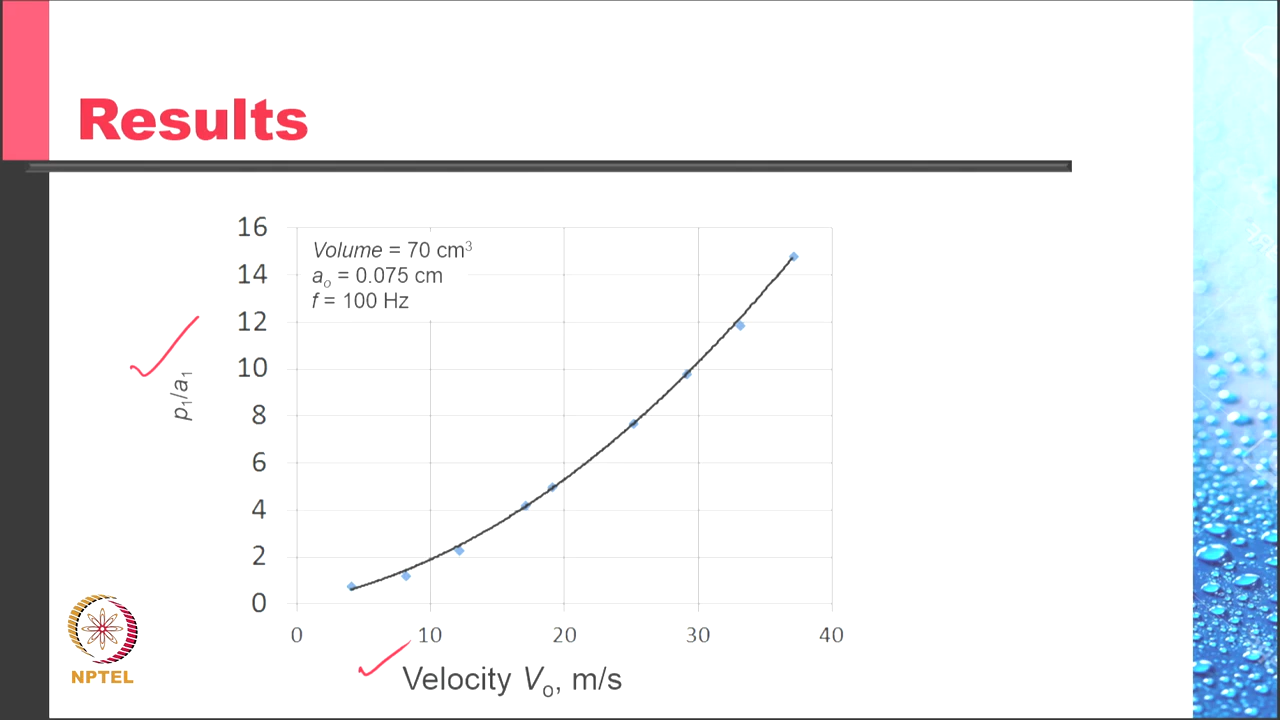 Results
16
Volume = 70 cm³
aₒ = 0.075 cm
f = 100 Hz
14
12
10
8
6
4
2
0
p₁/a₁
0 10 20 30 40
Velocity Vₒ, m/s
NPTEL